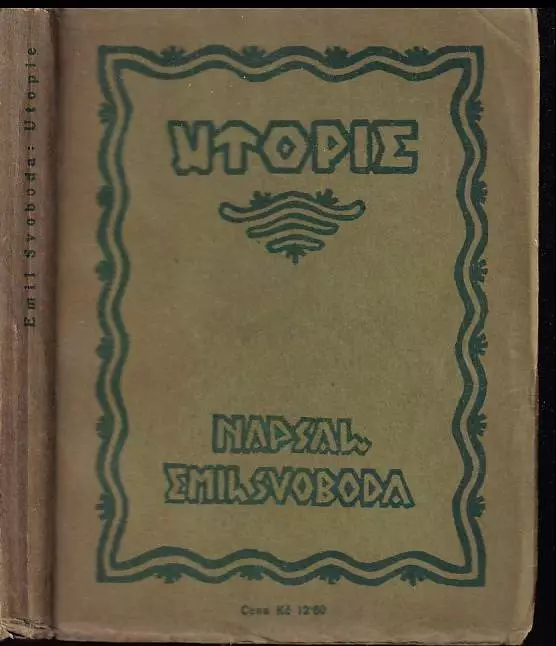 Emil Svoboda: Utopie
UTOPIE
NAPSAL
EMIL SVOBODA
Cena Kč 12·60